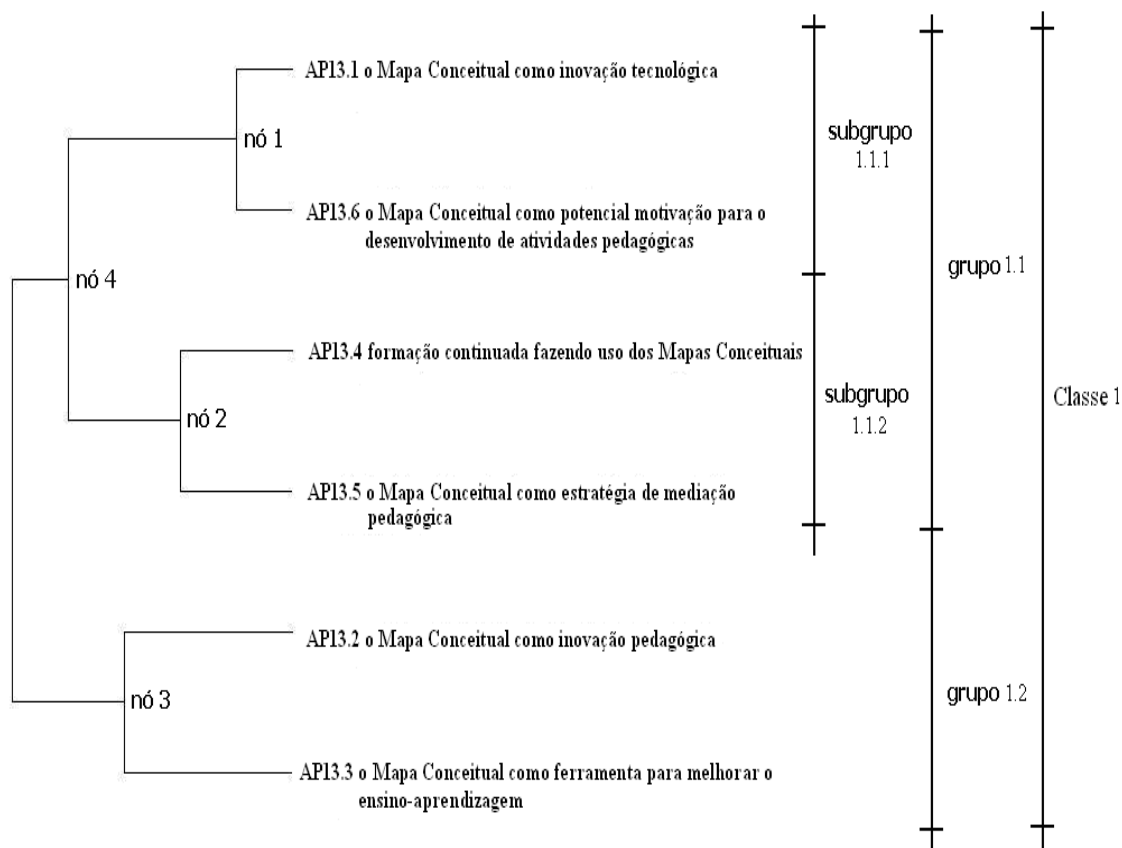 AP13.1 o Mapa Conceitual como inovação tecnológica
nó 1
subgrupo
1.1.1
AP13.6 o Mapa Conceitual como potencial motivação para o
desenvolvimento de atividades pedagógicas
grupo 1.1
nó 4
AP13.4 formação continuada fazendo uso dos Mapas Conceituais
subgrupo
1.1.2
Classe 1
nó 2
AP13.5 o Mapa Conceitual como estratégia de mediação
pedagógica
AP13.2 o Mapa Conceitual como inovação pedagógica
nó 3
grupo 1.2
AP13.3 o Mapa Conceitual como ferramenta para melhorar o
ensino-aprendizagem